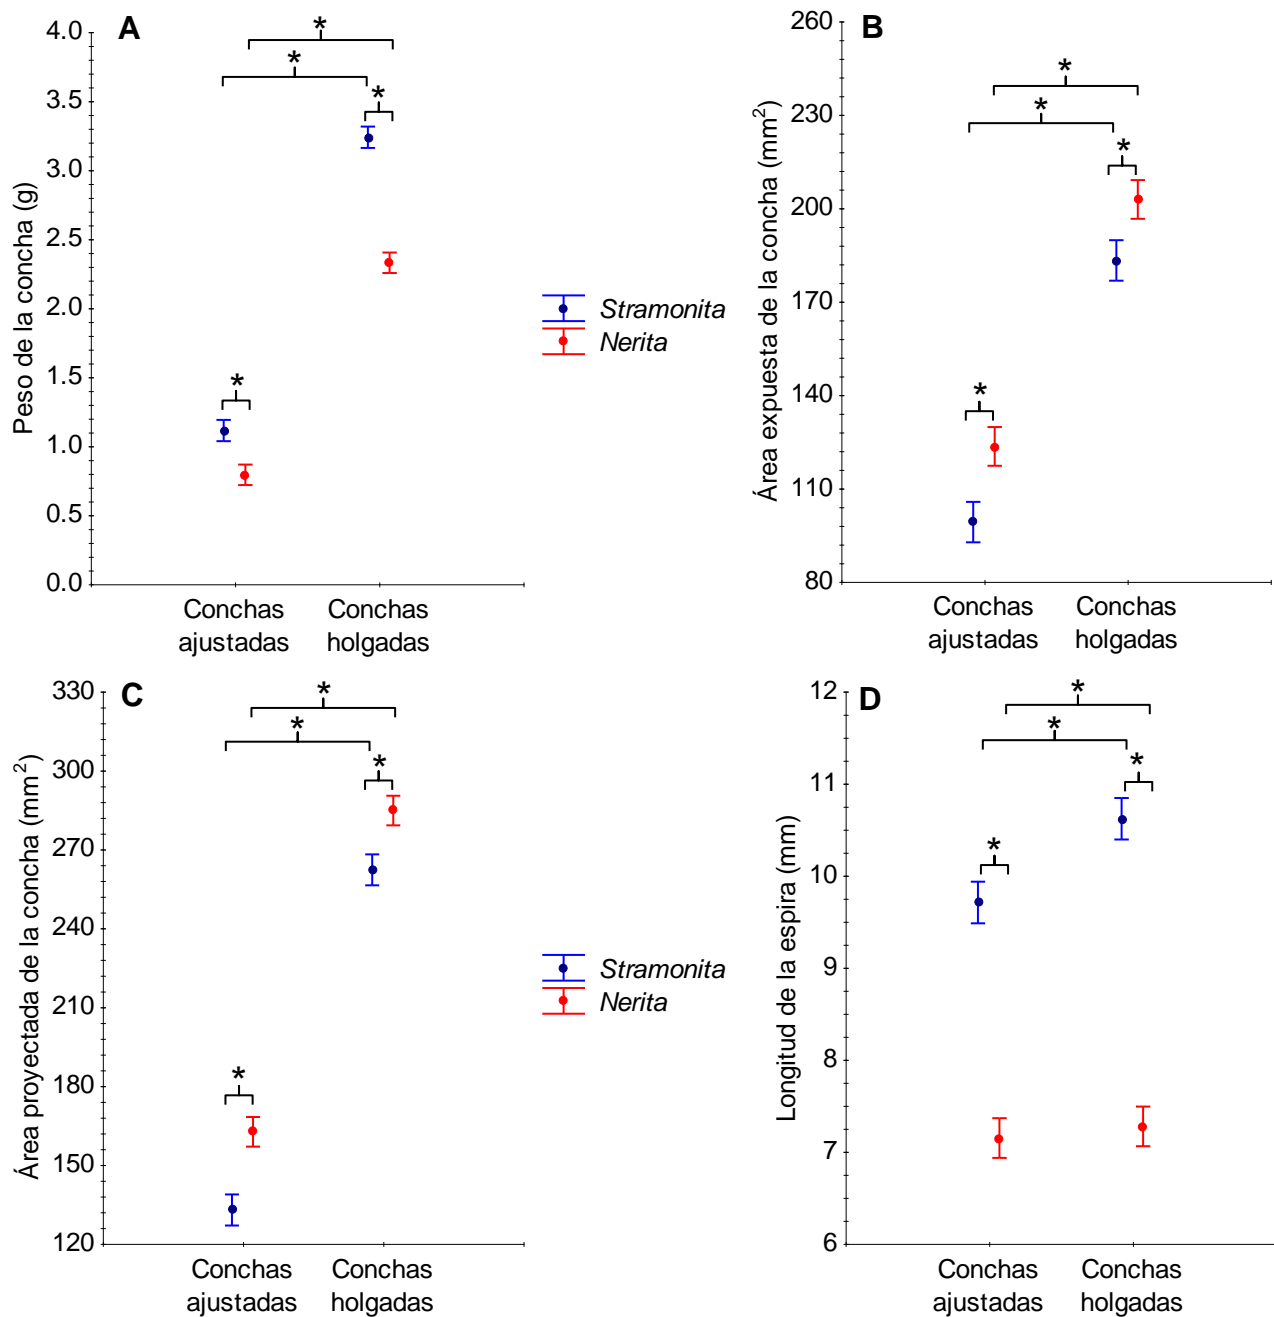 A
*
*
*
*
Peso de la concha (g)
4.0
3.5
3.0
2.5
2.0
1.5
1.0
0.5
0.0
Conchas
ajustadas
Conchas
holgadas
Stramonita
Nerita
B
*
*
*
*
Área expuesta de la concha (mm²)
260
230
200
170
140
110
80
Conchas
ajustadas
Conchas
holgadas
C
*
*
*
*
Área proyectada de la concha (mm²)
330
300
270
240
210
180
150
120
Conchas
ajustadas
Conchas
holgadas
Stramonita
Nerita
D
*
*
*
*
Longitud de la espira (mm)
12
11
10
9
8
7
6
Conchas
ajustadas
Conchas
holgadas